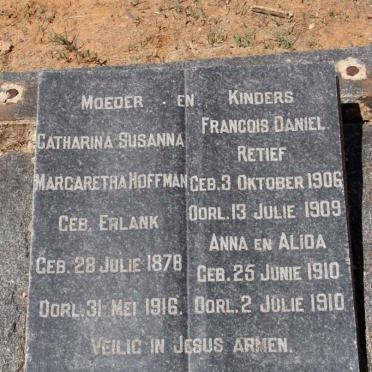 MOEDER EN KINDERS
CATHARINA SUSANNA
MARGARETHA HOFFMAN
GEB. ERLANK
GEB. 28 JULIE 1878
OORL. 31 MEI 1916.
FRANCOIS DANIEL
RETIEF
GEB. 3 OKTOBER 1906
OORL. 13 JULIE 1909
ANNA EN ALIDA
GEB. 25 JUNIE 1910
OORL. 2 JULIE 1910
VEILIG IN JESUS ARMEN.